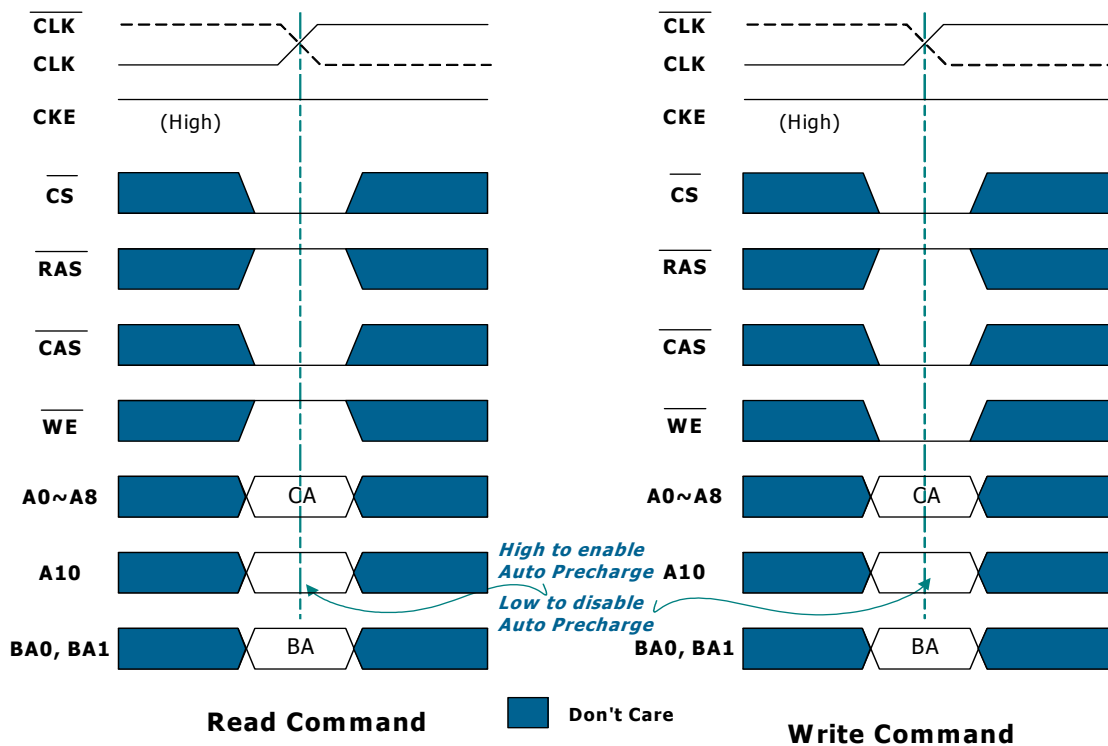 CLK
CLK
CKE
(High)
CS
RAS
CAS
WE
A0~A8
CA
A10
BA0, BA1
BA
Read Command
High to enable
Auto Precharge
Low to disable
Auto Precharge
Don't Care
CLK
CLK
CKE
(High)
CS
RAS
CAS
WE
A0~A8
CA
A10
BA0, BA1
BA
Write Command